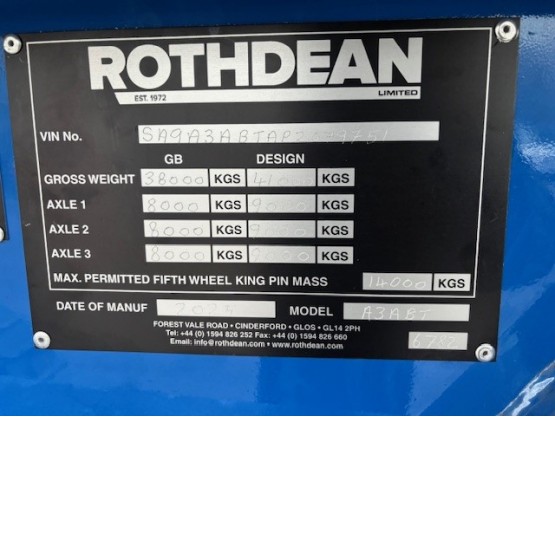 ROTHDEAN
EST. 1972 LIMITED
VIN No.
GB DESIGN
GROSS WEIGHT 38000 KGS KGS
AXLE 1 8000 KGS KGS
AXLE 2 8000 KGS KGS
AXLE 3 8000 KGS KGS
MAX. PERMITTED FIFTH WHEEL KING PIN MASS 14000 KGS
DATE OF MANUF MODEL
FOREST VALE ROAD • CINDERFORD • GLOS • GL14 2PH
Tel: +44 (0) 1594 826 292 Fax: +44 (0) 1594 826 660
Email: info@rothdean.com • www.rothdean.com